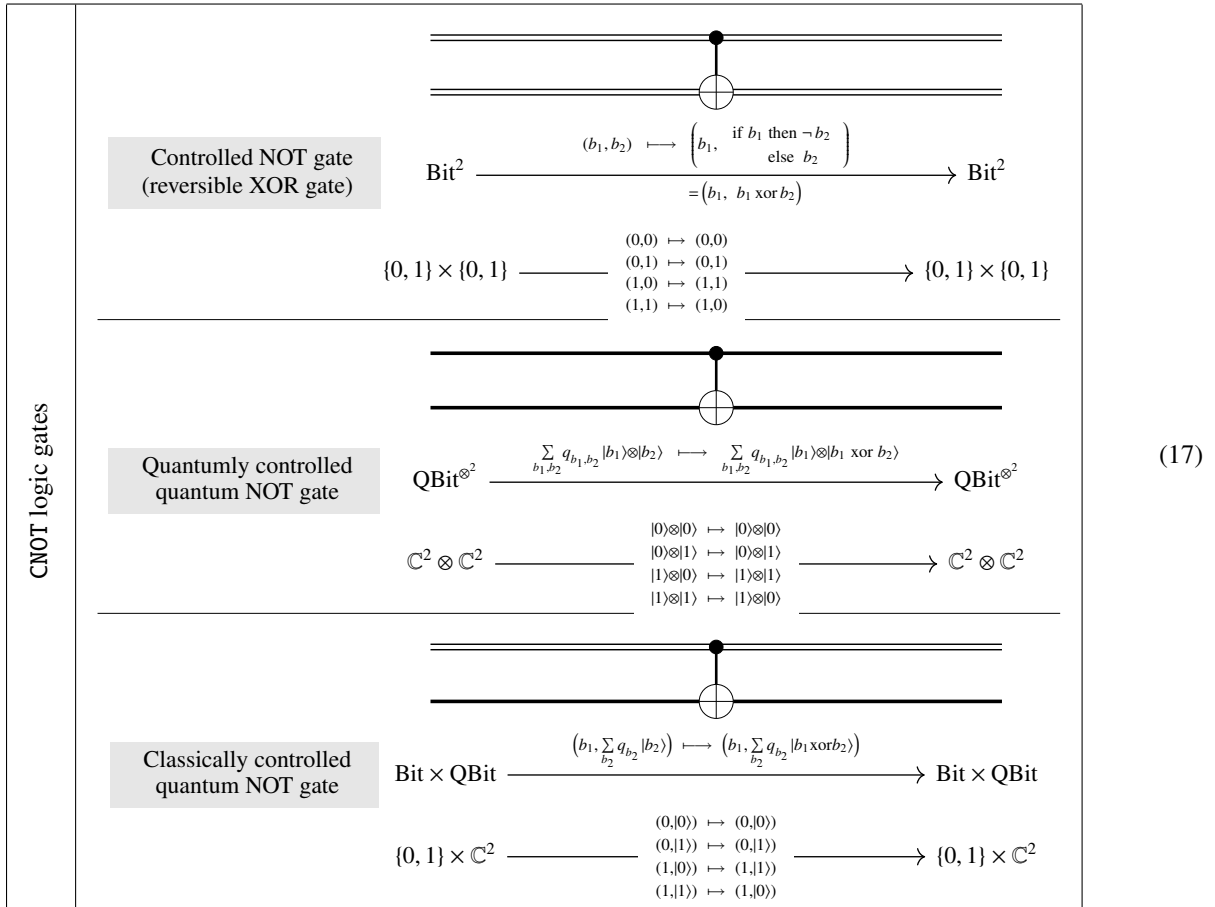 CNOT logic gates
Controlled NOT gate
(reversible XOR gate)
(b₁, b₂) ⟼ (b₁, if b₁ then ¬ b₂
else b₂)
Bit² ⟶ Bit²
= (b₁, b₁ xor b₂)
(0,0) ↦ (0,0)
(0,1) ↦ (0,1)
{0, 1} × {0, 1} ⟶ {0, 1} × {0, 1}
(1,0) ↦ (1,1)
(1,1) ↦ (1,0)
Quantumly controlled
quantum NOT gate
∑_{b₁,b₂} q_{b₁,b₂} |b₁⟩⊗|b₂⟩ ⟼ ∑_{b₁,b₂} q_{b₁,b₂} |b₁⟩⊗|b₁ xor b₂⟩
QBit^{⊗²} ⟶ QBit^{⊗²}
|0⟩⊗|0⟩ ↦ |0⟩⊗|0⟩
|0⟩⊗|1⟩ ↦ |0⟩⊗|1⟩
ℂ² ⊗ ℂ² ⟶ ℂ² ⊗ ℂ²
|1⟩⊗|0⟩ ↦ |1⟩⊗|1⟩
|1⟩⊗|1⟩ ↦ |1⟩⊗|0⟩
Classically controlled
quantum NOT gate
(b₁, ∑_{b₂} q_{b₂} |b₂⟩) ⟼ (b₁, ∑_{b₂} q_{b₂} |b₁xorb₂⟩)
Bit × QBit ⟶ Bit × QBit
(0,|0⟩) ↦ (0,|0⟩)
(0,|1⟩) ↦ (0,|1⟩)
{0, 1} × ℂ² ⟶ {0, 1} × ℂ²
(1,|0⟩) ↦ (1,|1⟩)
(1,|1⟩) ↦ (1,|0⟩)
(17)